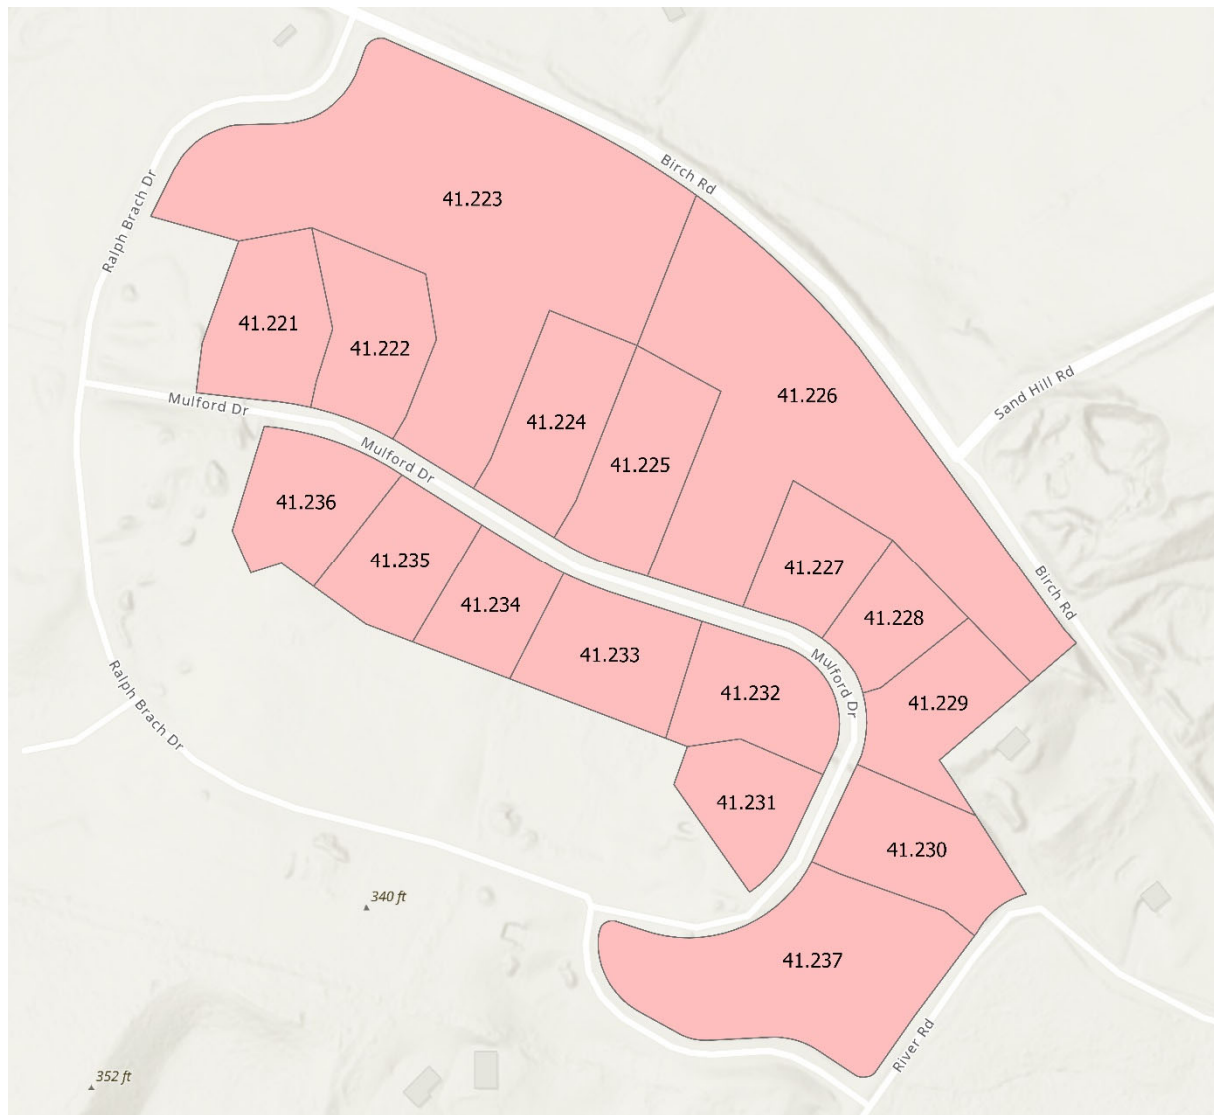 Birch Rd
41.223
Ralph Brach Dr
41.221
41.222
Sand Hill Rd
41.226
Mulford Dr
41.224
Mulford Dr
41.225
41.236
41.235
41.227
Birch Rd
41.234
41.228
41.233
Mulford Dr
41.232
41.229
Ralph Brach Dr
41.231
41.230
340 ft
41.237
River Rd
352 ft